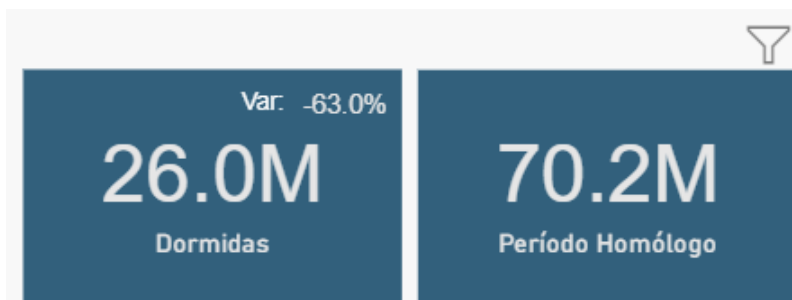 Var: -63.0%
26.0M
Dormidas
70.2M
Período Homólogo